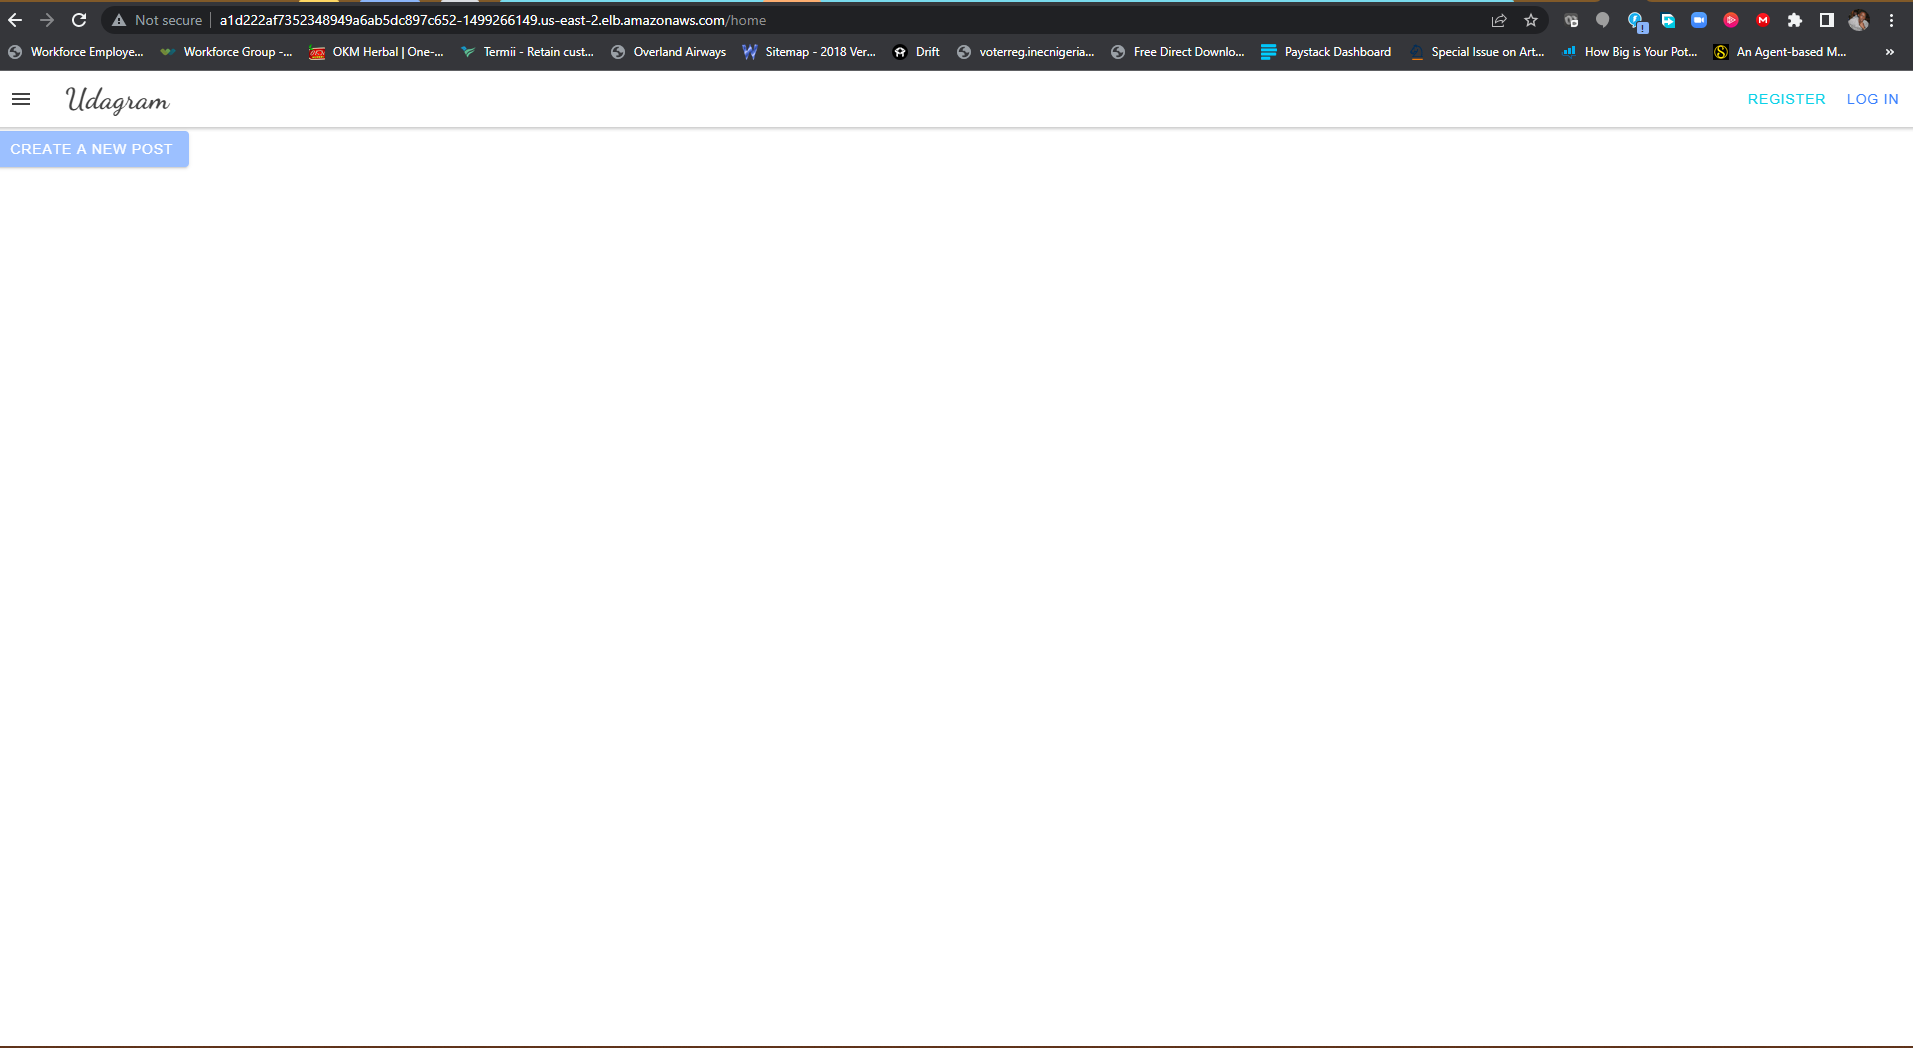 Not secure a1d222af7352348949a6ab5dc897c652-1499266149.us-east-2.elb.amazonaws.com/home
Workforce Employe... Workforce Group -... OKM Herbal | One-... Termii - Retain cust... Overland Airways Sitemap - 2018 Ver... Drift voterreg.inecnigeria... Free Direct Downlo... Paystack Dashboard Special Issue on Art... How Big is Your Pot... An Agent-based M... »
Udagram REGISTER LOG IN
CREATE A NEW POST